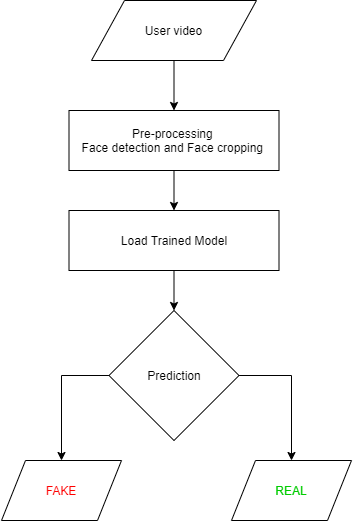 User video
Pre-processing
Face detection and Face cropping
Load Trained Model
Prediction
FAKE
REAL